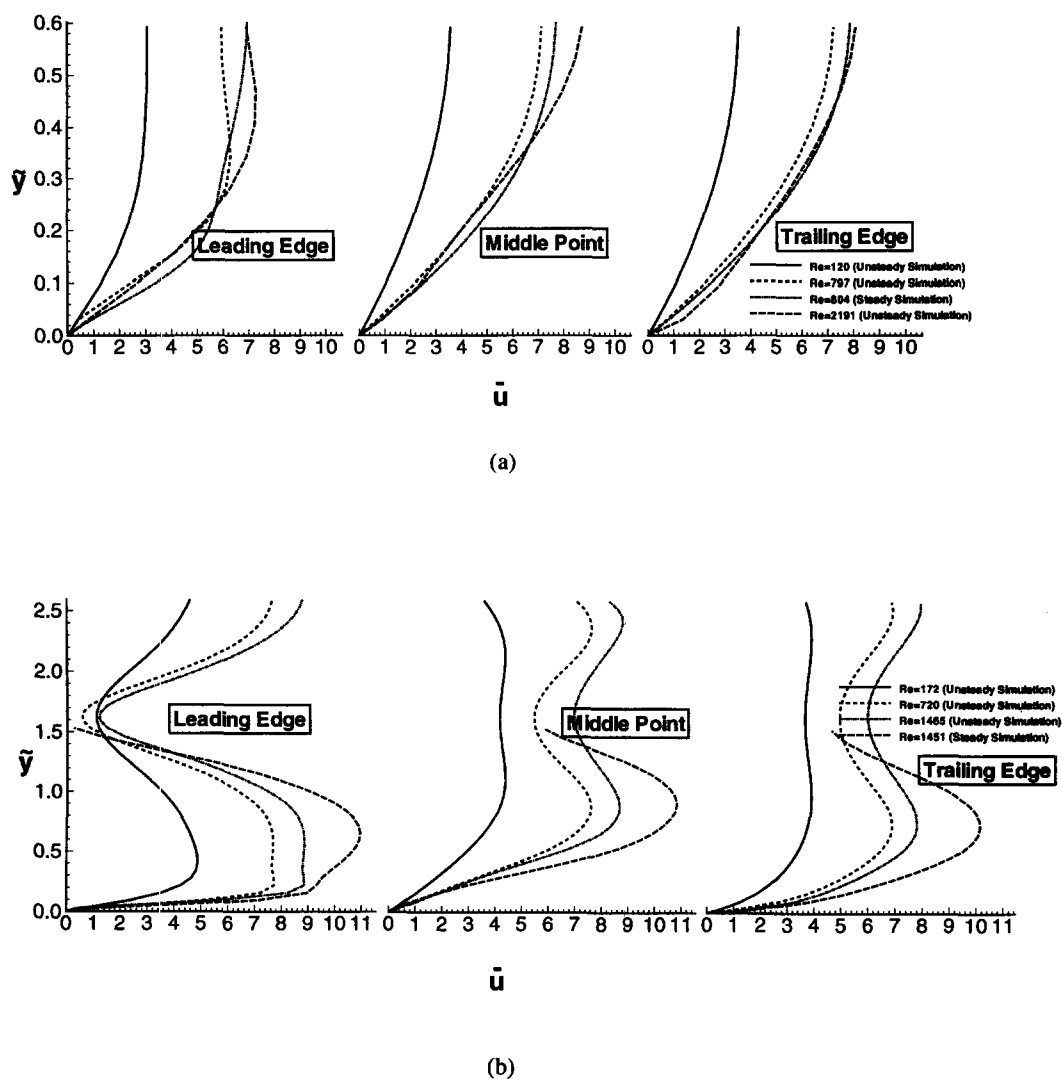 0.6
0.5
0.4
0.3
0.2
0.1
0.0
ỹ
Leading Edge
Middle Point
Trailing Edge
Re=120 (Unsteady Simulation)
Re=797 (Unsteady Simulation)
Re=804 (Steady Simulation)
Re=2191 (Unsteady Simulation)
0 1 2 3 4 5 6 7 8 9 10 0 1 2 3 4 5 6 7 8 9 10 0 1 2 3 4 5 6 7 8 9 10
ū
(a)
2.5
2.0
1.5
1.0
0.5
0.0
ỹ
Leading Edge
Middle Point
Re=172 (Unsteady Simulation)
Re=720 (Unsteady Simulation)
Re=1465 (Unsteady Simulation)
Re=1451 (Steady Simulation)
Trailing Edge
0 1 2 3 4 5 6 7 8 9 10 11 0 1 2 3 4 5 6 7 8 9 10 11 0 1 2 3 4 5 6 7 8 9 10 11
ū
(b)